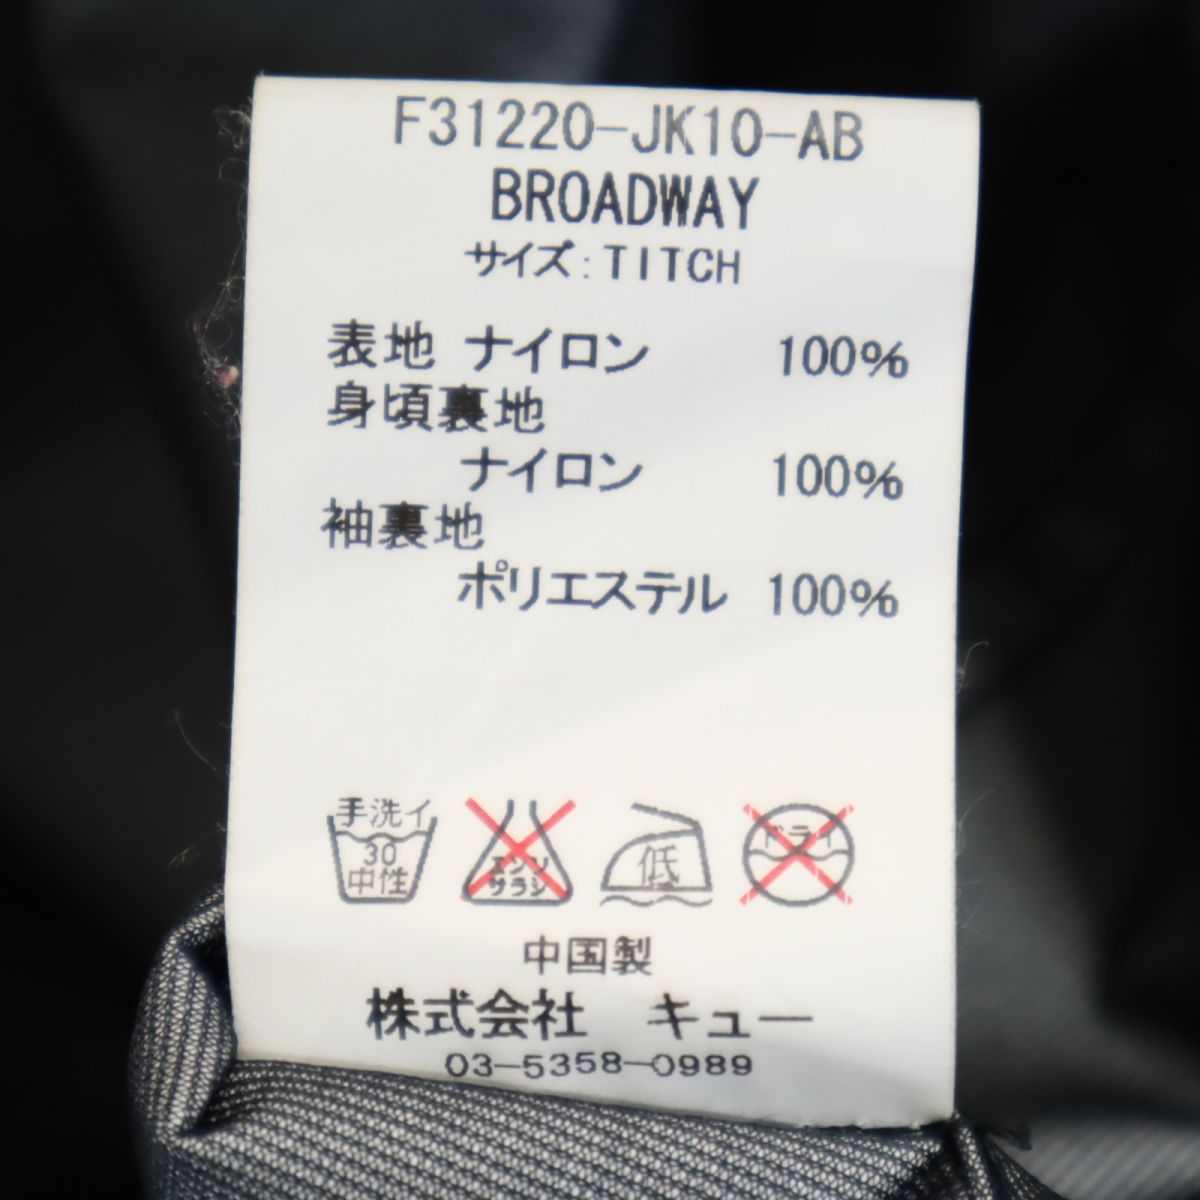 F31220-JK10-AB
BROADWAY
サイズ:TITCH
表地 ナイロン 100%
身頃裏地
ナイロン 100%
袖裏地
ポリエステル 100%
手洗イ
30
中性
エンソ
サラシ
低
ドライ
中国製
株式会社 キュー
03-5358-0989